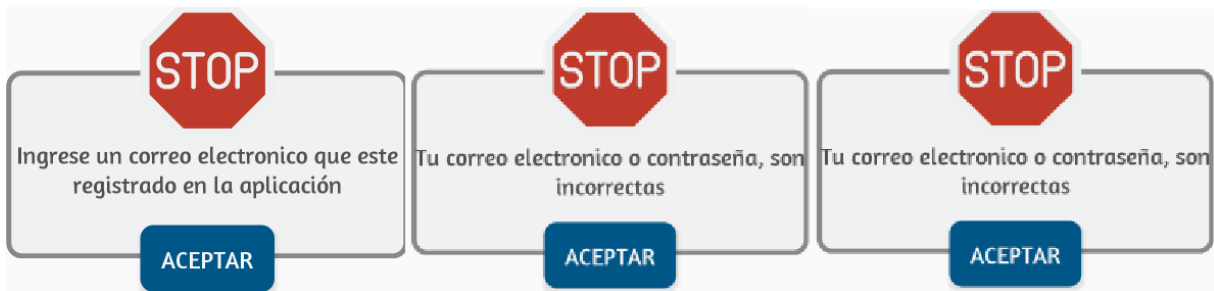 STOP
Ingrese un correo electronico que este
registrado en la aplicación
ACEPTAR
STOP
Tu correo electronico o contraseña, son
incorrectas
ACEPTAR
STOP
Tu correo electronico o contraseña, son
incorrectas
ACEPTAR